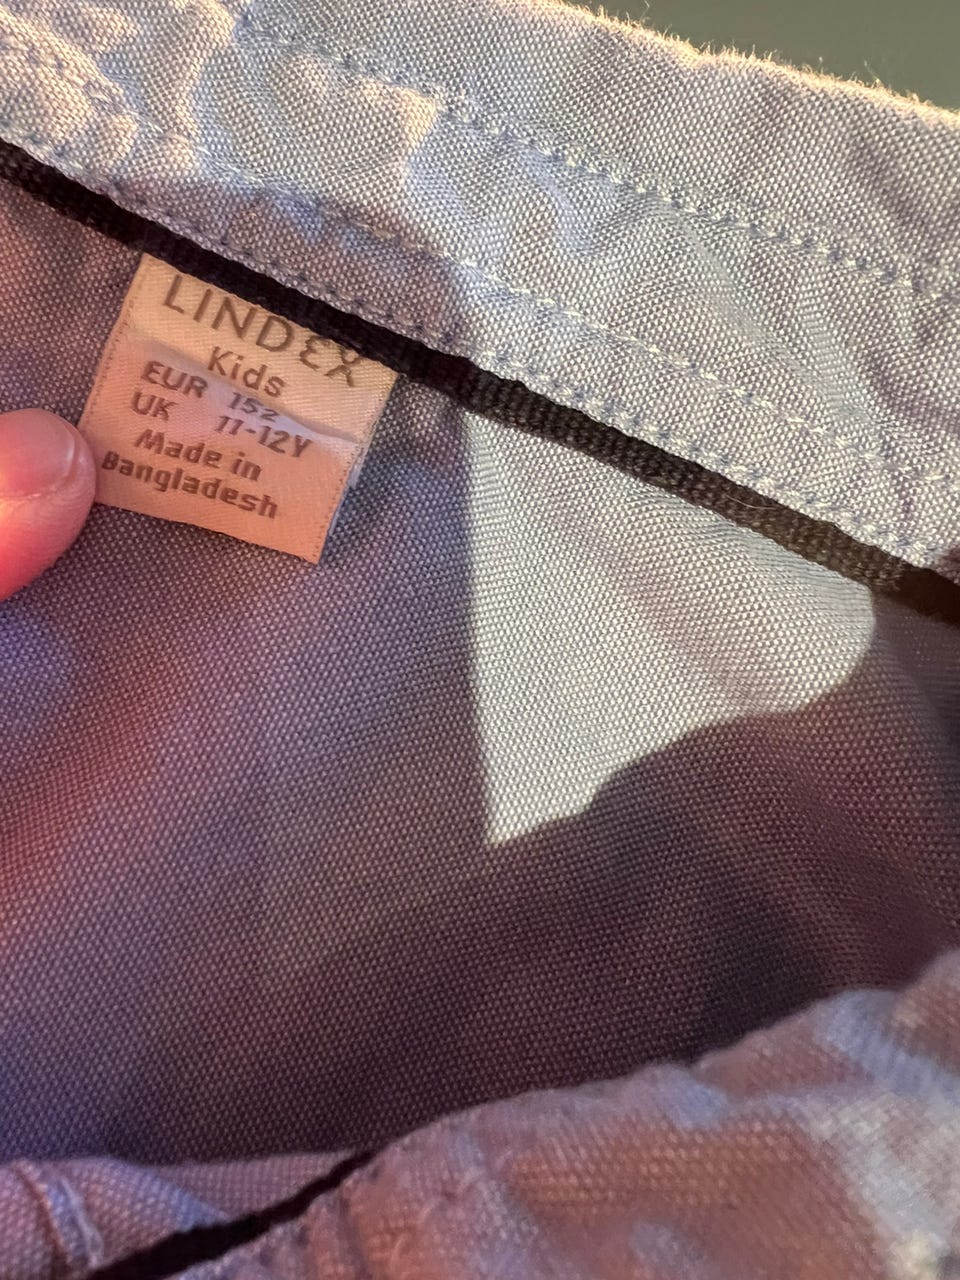 LINDEX
Kids
EUR 152
UK 11-12Y
Made in
Bangladesh